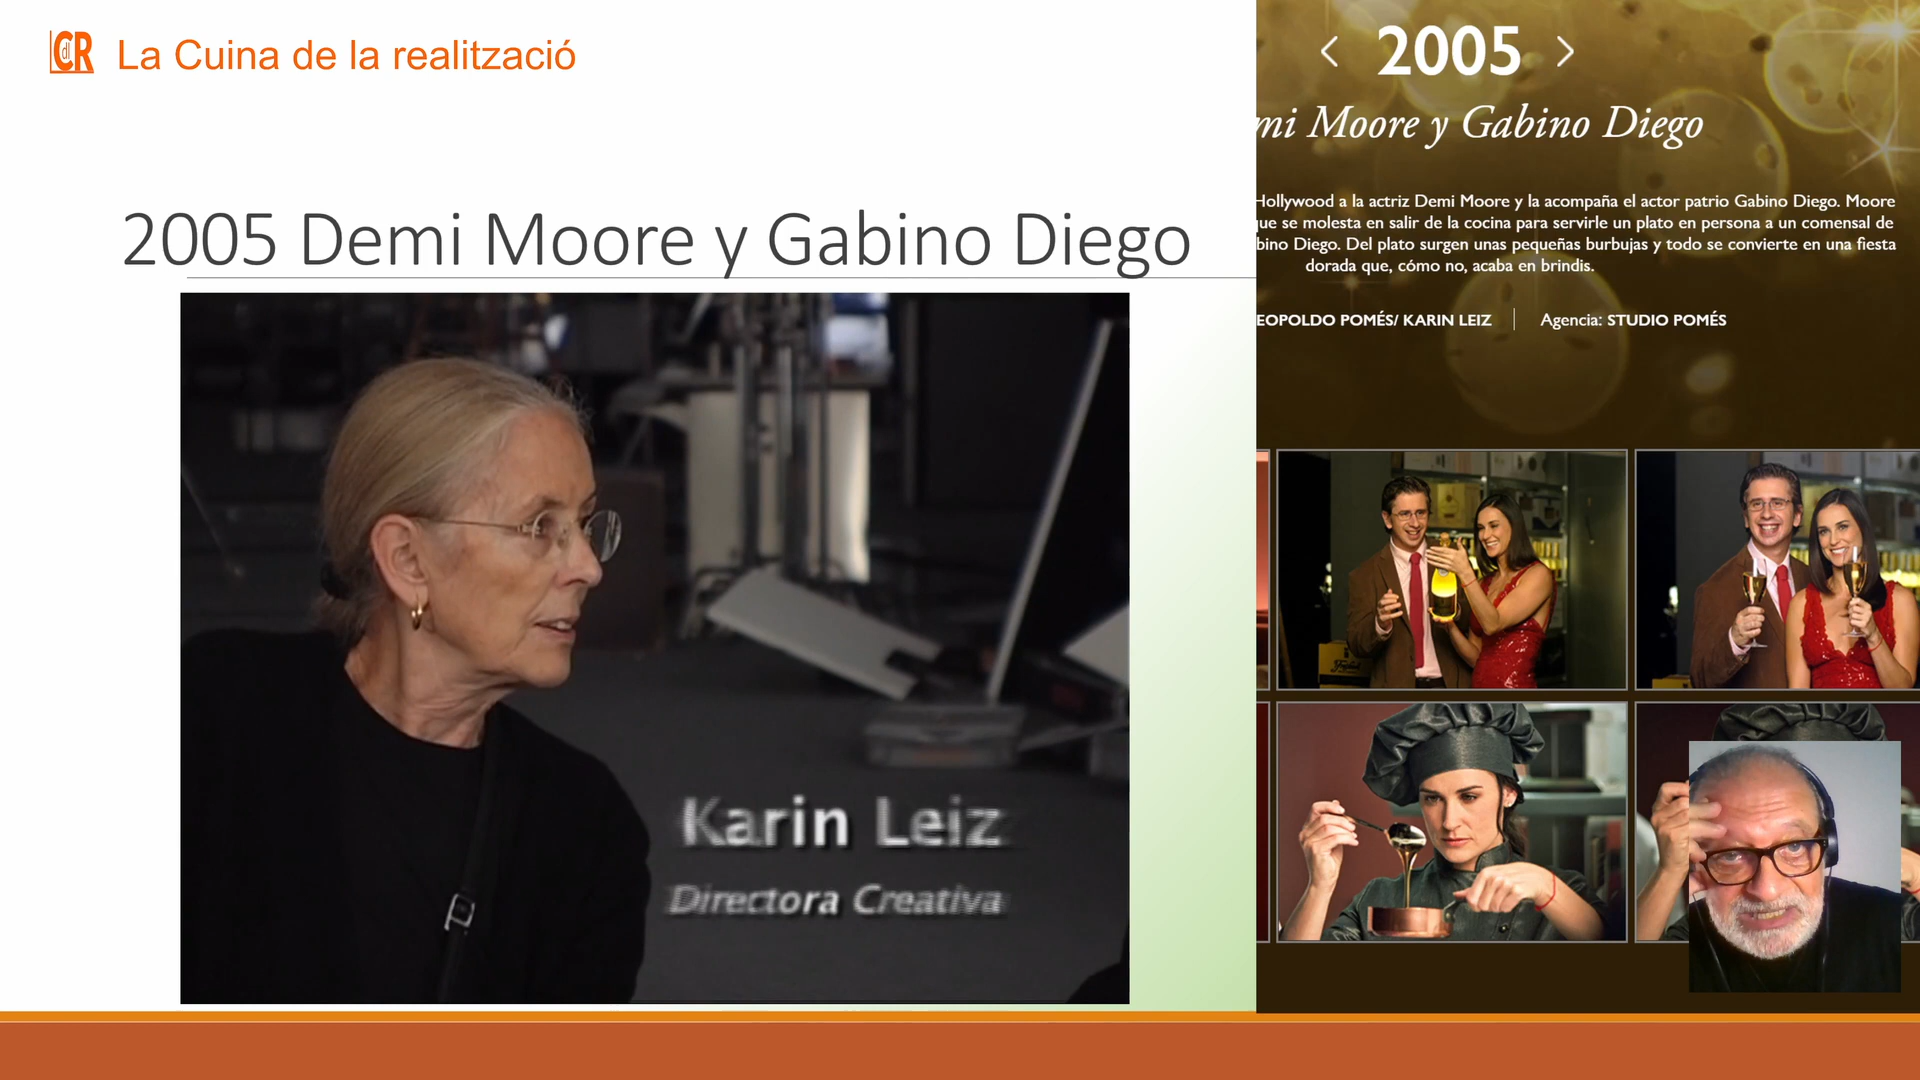 CdlR La Cuina de la realització
2005 Demi Moore y Gabino Diego
Karin Leiz
Directora Creativa
2005
mi Moore y Gabino Diego
Hollywood a la actriz Demi Moore y la acompaña el actor patrio Gabino Diego. Moore
que se molesta en salir de la cocina para servirle un plato en persona a un comensal de
bino Diego. Del plato surgen unas pequeñas burbujas y todo se convierte en una fiesta
dorada que, cómo no, acaba en brindis.
EOPOLDO POMÉS/ KARIN LEIZ | Agencia: STUDIO POMÉS